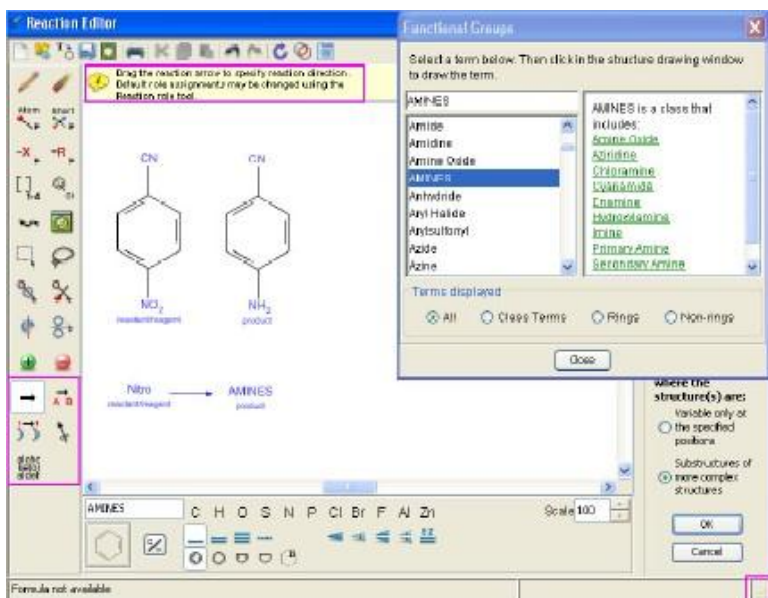 Reaction Editor
Drag the reaction arrow to specify reaction direction.
Default role assignments may be changed using the
Reaction role tool.
Atom
-X
-R
CN
CN
NO2
reactant/reagent
NH2
product
Nitro
AMINES
reactant/reagent
product
A B
Functional Groups
Select a term below. Then click in the structure drawing window
to draw the term.
AMINES
Amide
Amidine
Amine Oxide
AMINES
Anhydride
Aryl Halide
Arylsulfonyl
Azide
Azine
AMINES is a class that
includes:
Amine Oxide
Aziridine
Chloramine
Cyanamide
Enamine
Hydroxylamine
Imine
Primary Amine
Secondary Amine
Terms displayed
All
Class Terms
Rings
Non-rings
Close
where the
structure(s) are:
Variable only at
the specified
positions
Substructures of
more complex
structures
OK
Cancel
AMINES
C H O S N P Cl Br F Al Zn
Scale 100
Formula not available